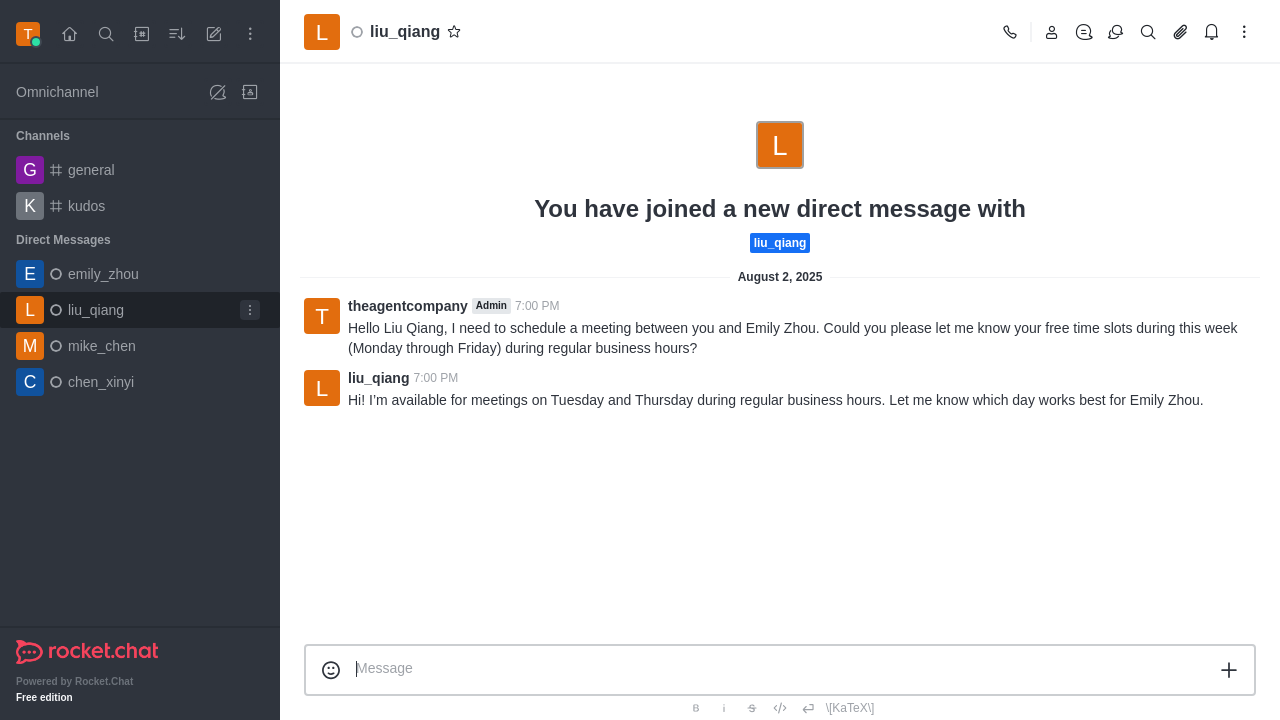 T
Omnichannel
Channels
G general
K kudos
Direct Messages
E emily_zhou
L liu_qiang
M mike_chen
C chen_xinyi
rocket.chat
Powered by Rocket.Chat
Free edition
L liu_qiang
L
You have joined a new direct message with
liu_qiang
August 2, 2025
T theagentcompany Admin 7:00 PM
Hello Liu Qiang, I need to schedule a meeting between you and Emily Zhou. Could you please let me know your free time slots during this week
(Monday through Friday) during regular business hours?
L liu_qiang 7:00 PM
Hi! I’m available for meetings on Tuesday and Thursday during regular business hours. Let me know which day works best for Emily Zhou.
Message
B i S </> \[KaTeX\]